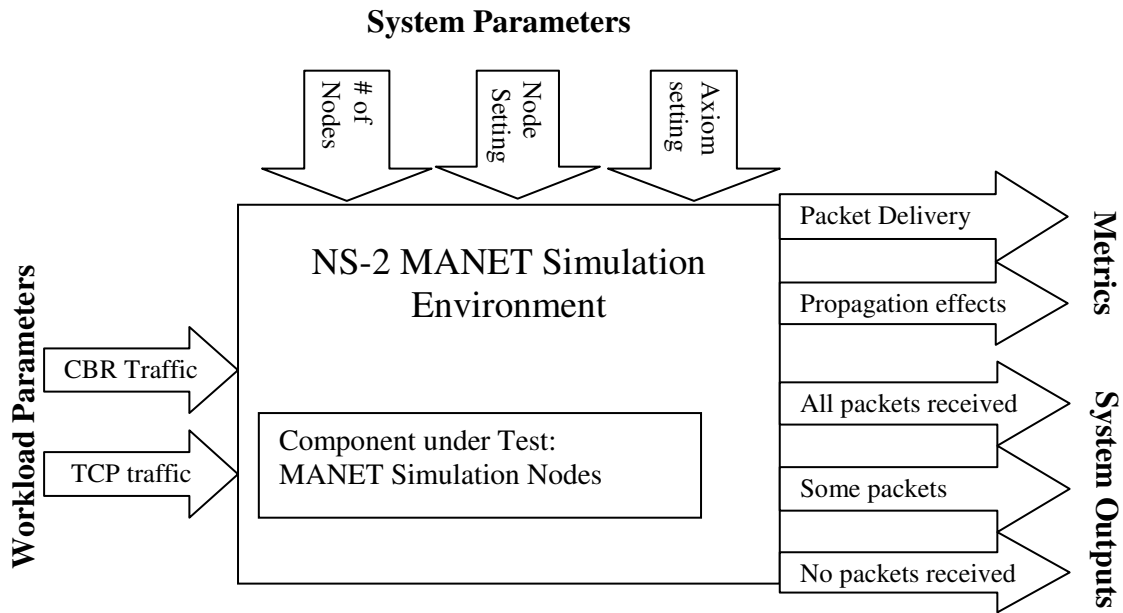 System Parameters
# of
Nodes
Node
Setting
Axiom
setting
Workload Parameters
CBR Traffic
TCP traffic
NS-2 MANET Simulation
Environment
Component under Test:
MANET Simulation Nodes
Packet Delivery
Propagation effects
Metrics
All packets received
Some packets
No packets received
System Outputs